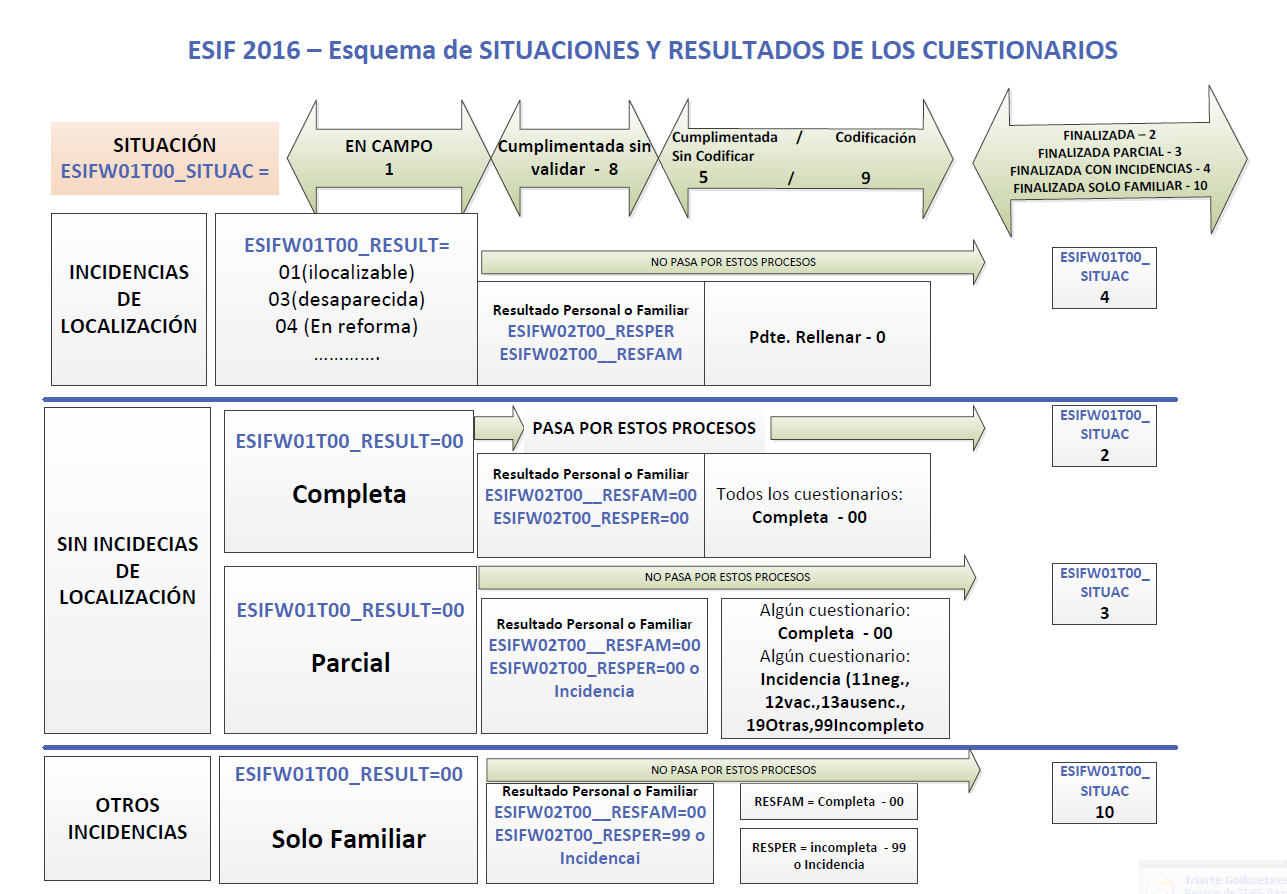 ESIF 2016 – Esquema de SITUACIONES Y RESULTADOS DE LOS CUESTIONARIOS
SITUACIÓN
ESIFW01T00_SITUAC =
EN CAMPO
1
Cumplimentada sin
validar - 8
Cumplimentada / Codificación
Sin Codificar
5 / 9
FINALIZADA – 2
FINALIZADA PARCIAL - 3
FINALIZADA CON INCIDENCIAS - 4
FINALIZADA SOLO FAMILIAR - 10
INCIDENCIAS
DE
LOCALIZACIÓN
ESIFW01T00_RESULT=
01(ilocalizable)
03(desaparecida)
04 (En reforma)
………….
NO PASA POR ESTOS PROCESOS
Resultado Personal o Familiar
ESIFW02T00_RESPER
ESIFW02T00__RESFAM
Pdte. Rellenar - 0
ESIFW01T00_
SITUAC
4
SIN INCIDECIAS
DE
LOCALIZACIÓN
ESIFW01T00_RESULT=00
Completa
PASA POR ESTOS PROCESOS
Resultado Personal o Familiar
ESIFW02T00__RESFAM=00
ESIFW02T00_RESPER=00
Todos los cuestionarios:
Completa - 00
ESIFW01T00_
SITUAC
2
ESIFW01T00_RESULT=00
Parcial
NO PASA POR ESTOS PROCESOS
Resultado Personal o Familiar
ESIFW02T00__RESFAM=00
ESIFW02T00_RESPER=00 o
Incidencia
Algún cuestionario:
Completa - 00
Algún cuestionario:
Incidencia (11neg.,
12vac.,13ausenc.,
19Otras,99Incompleto
ESIFW01T00_
SITUAC
3
OTROS
INCIDENCIAS
ESIFW01T00_RESULT=00
Solo Familiar
NO PASA POR ESTOS PROCESOS
Resultado Personal o Familiar
ESIFW02T00__RESFAM=00
ESIFW02T00_RESPER=99 o
Incidencai
RESFAM = Completa - 00
RESPER = incompleta - 99
o Incidencia
ESIFW01T00_
SITUAC
10
Iriarte Goikoetxea